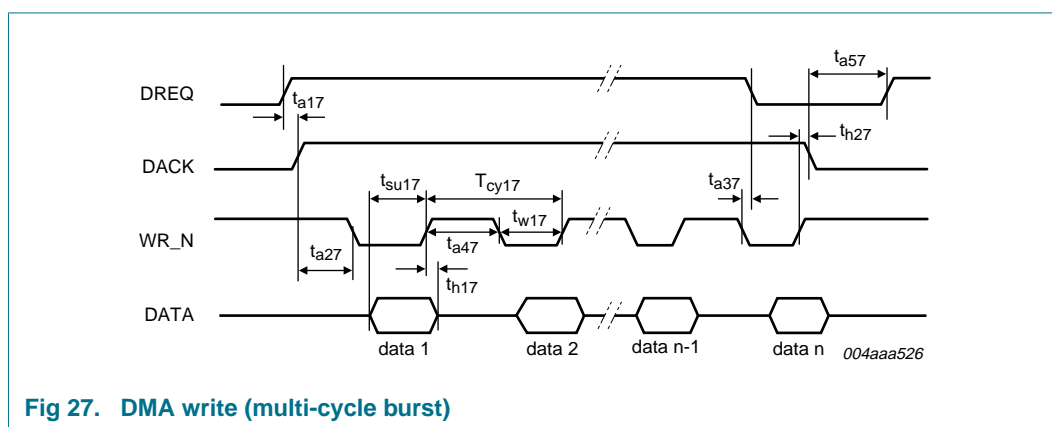 ta57
DREQ
ta17
th27
DACK
tsu17 Tcy17
ta37
tw17
WR_N
ta47
ta27
th17
DATA
data 1 data 2 data n-1 data n 004aaa526
Fig 27. DMA write (multi-cycle burst)